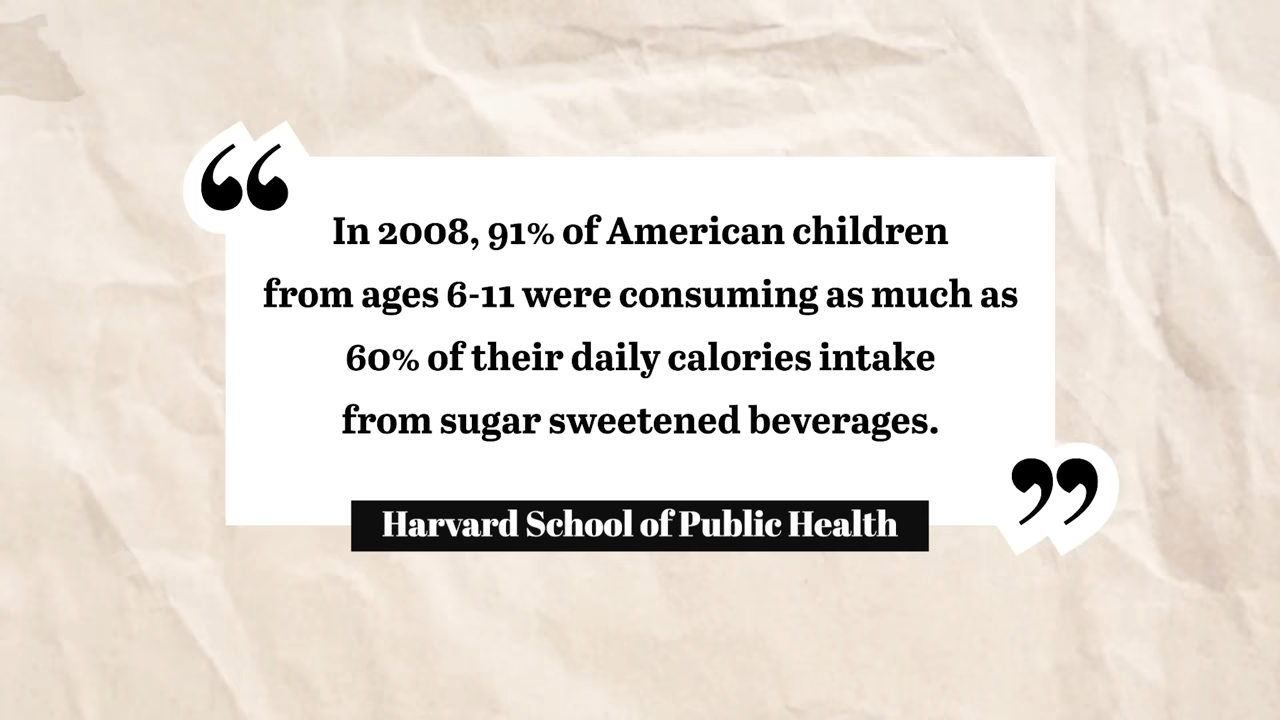 “
In 2008, 91% of American children
from ages 6-11 were consuming as much as
60% of their daily calories intake
from sugar sweetened beverages.
”
Harvard School of Public Health